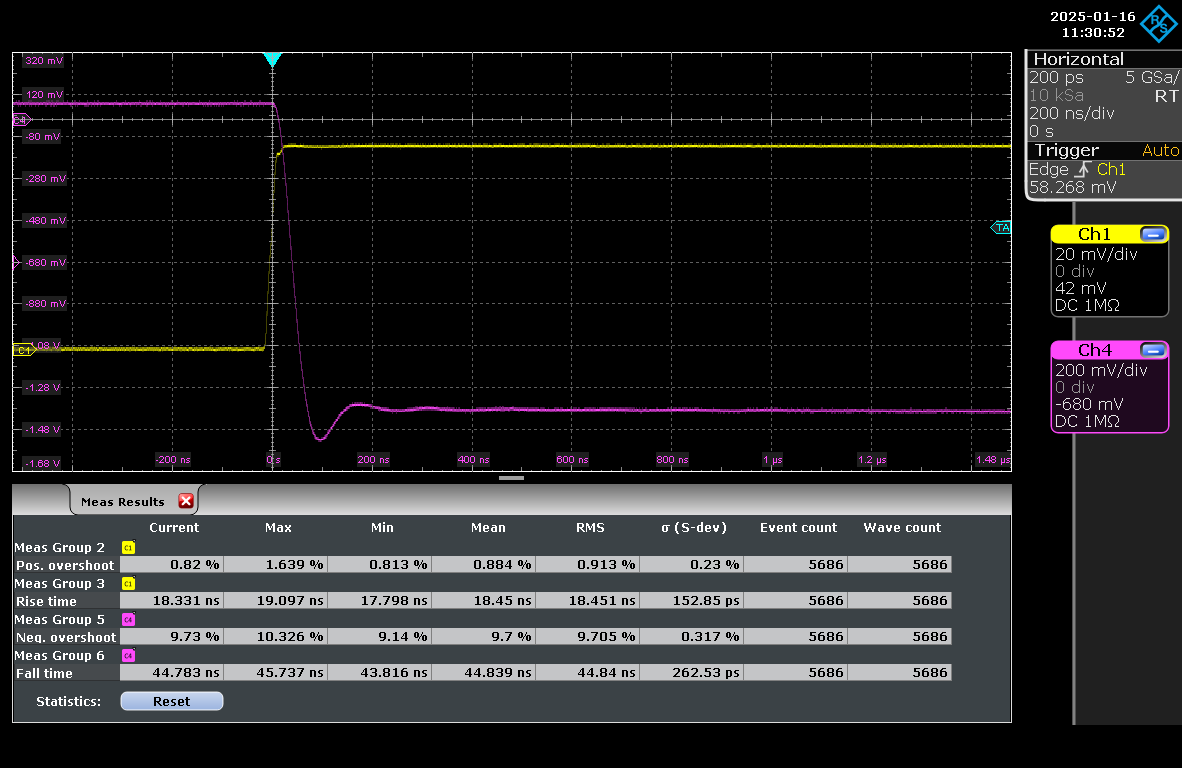 2025-01-16
11:30:52
R&S
320 mV
120 mV
C4
-80 mV
-280 mV
-480 mV
-680 mV
-880 mV
C1
-1.08 V
-1.28 V
-1.48 V
-1.68 V
-200 ns
0 s
200 ns
400 ns
600 ns
800 ns
1 µs
1.2 µs
1.48 µs
TA
Horizontal
200 ps 5 GSa/
10 kSa RT
200 ns/div
0 s
Trigger Auto
Edge Ch1
58.268 mV
Ch1
20 mV/div
0 div
42 mV
DC 1MΩ
Ch4
200 mV/div
0 div
-680 mV
DC 1MΩ
Meas Results
Current Max Min Mean RMS σ (S-dev) Event count Wave count
Meas Group 2 C1
Pos. overshoot 0.82 % 1.639 % 0.813 % 0.884 % 0.913 % 0.23 % 5686 5686
Meas Group 3 C1
Rise time 18.331 ns 19.097 ns 17.798 ns 18.45 ns 18.451 ns 152.85 ps 5686 5686
Meas Group 5 C4
Neg. overshoot 9.73 % 10.326 % 9.14 % 9.7 % 9.705 % 0.317 % 5686 5686
Meas Group 6 C4
Fall time 44.783 ns 45.737 ns 43.816 ns 44.839 ns 44.84 ns 262.53 ps 5686 5686
Statistics: Reset